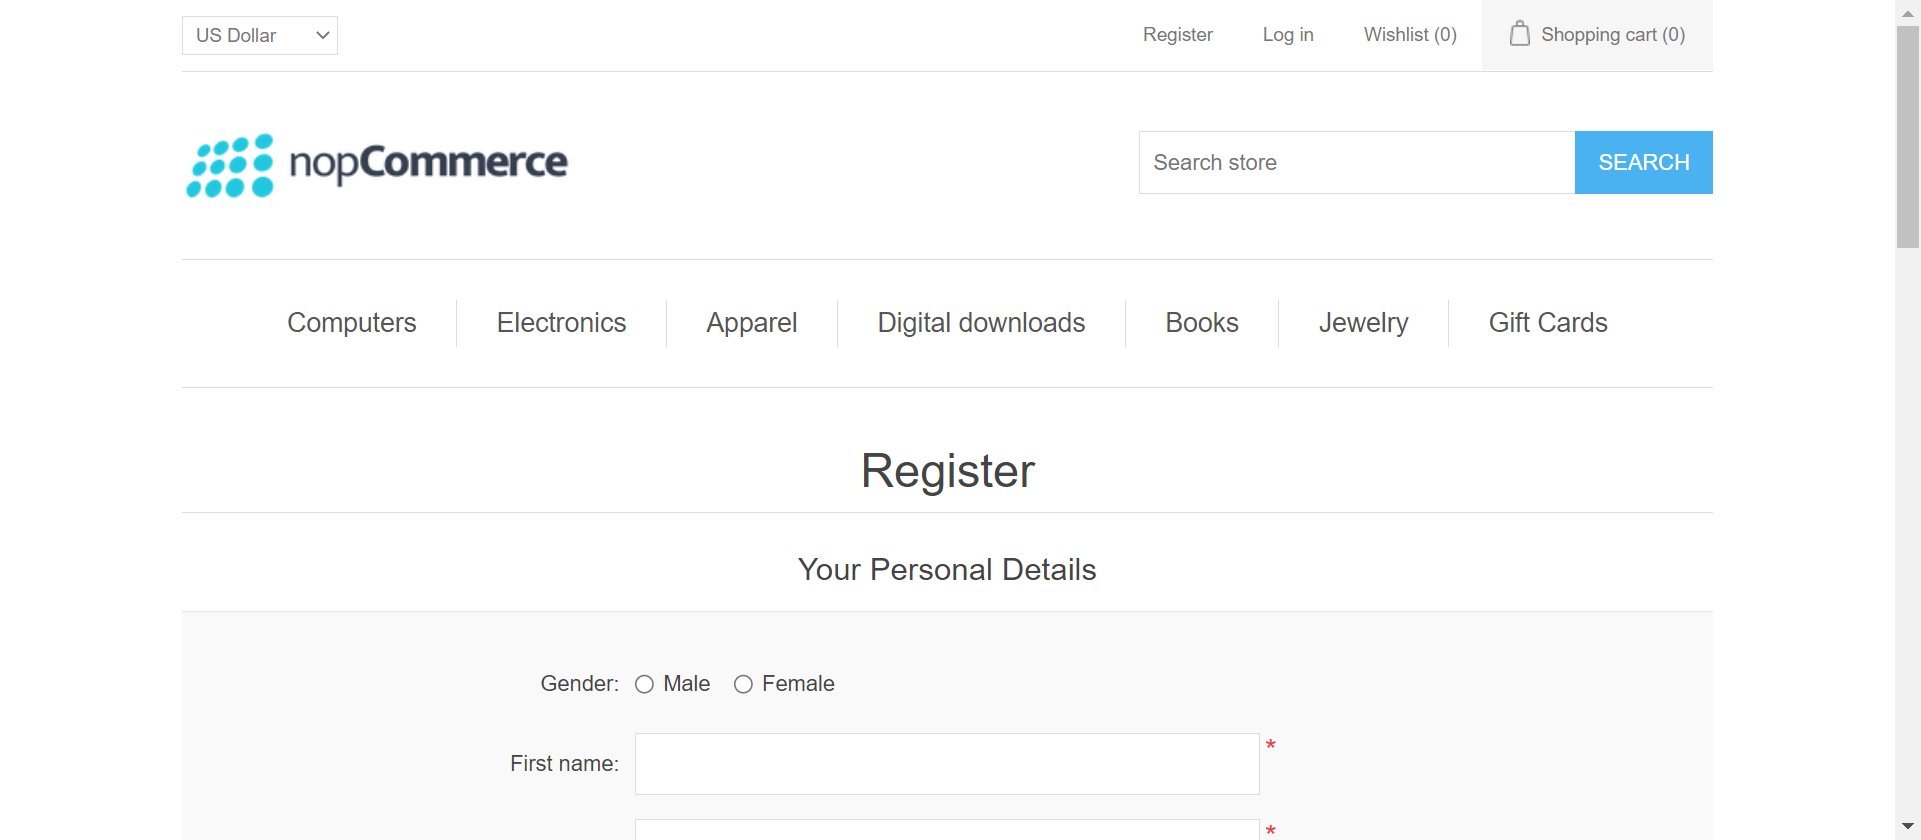 US Dollar
Register Log in Wishlist (0) Shopping cart (0)
nopCommerce
Search store SEARCH
Computers Electronics Apparel Digital downloads Books Jewelry Gift Cards
Register
Your Personal Details
Gender: Male Female
First name: *
*